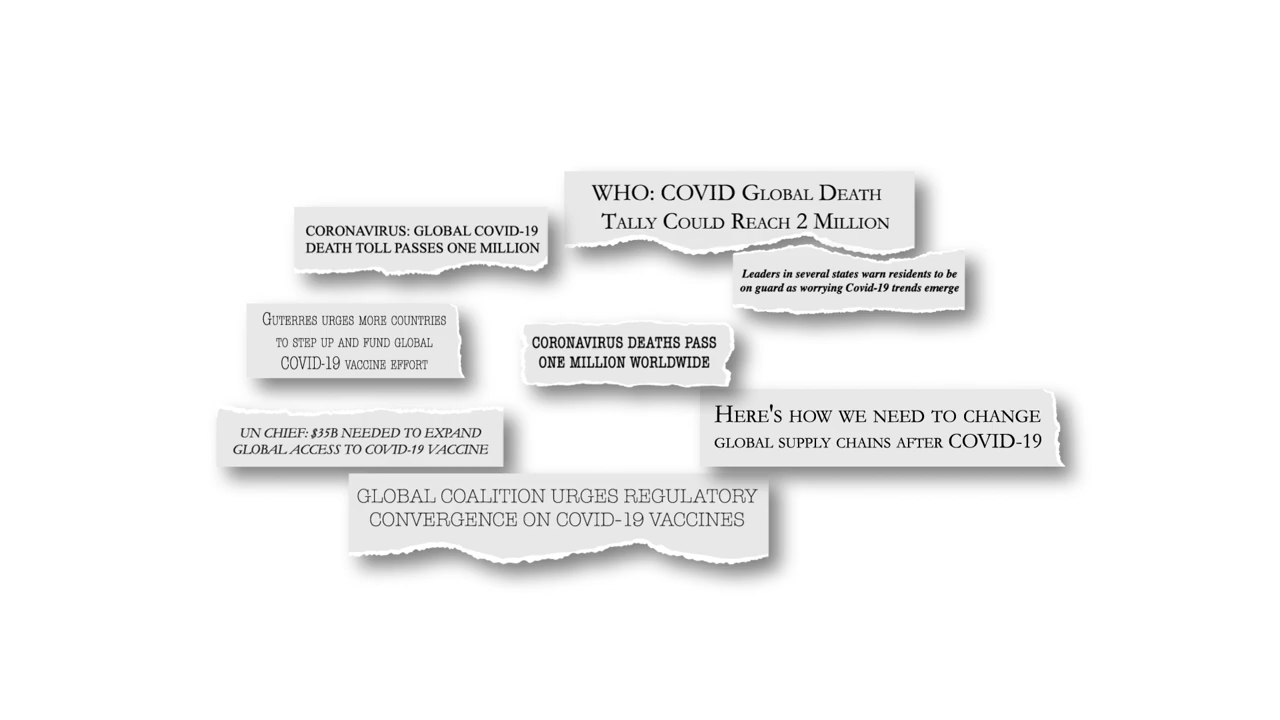 WHO: COVID GLOBAL DEATH
TALLY COULD REACH 2 MILLION
CORONAVIRUS: GLOBAL COVID-19
DEATH TOLL PASSES ONE MILLION
Leaders in several states warn residents to be
on guard as worrying Covid-19 trends emerge
GUTERRES URGES MORE COUNTRIES
TO STEP UP AND FUND GLOBAL
COVID-19 VACCINE EFFORT
CORONAVIRUS DEATHS PASS
ONE MILLION WORLDWIDE
HERE'S HOW WE NEED TO CHANGE
GLOBAL SUPPLY CHAINS AFTER COVID-19
UN CHIEF: $35B NEEDED TO EXPAND
GLOBAL ACCESS TO COVID-19 VACCINE
GLOBAL COALITION URGES REGULATORY
CONVERGENCE ON COVID-19 VACCINES